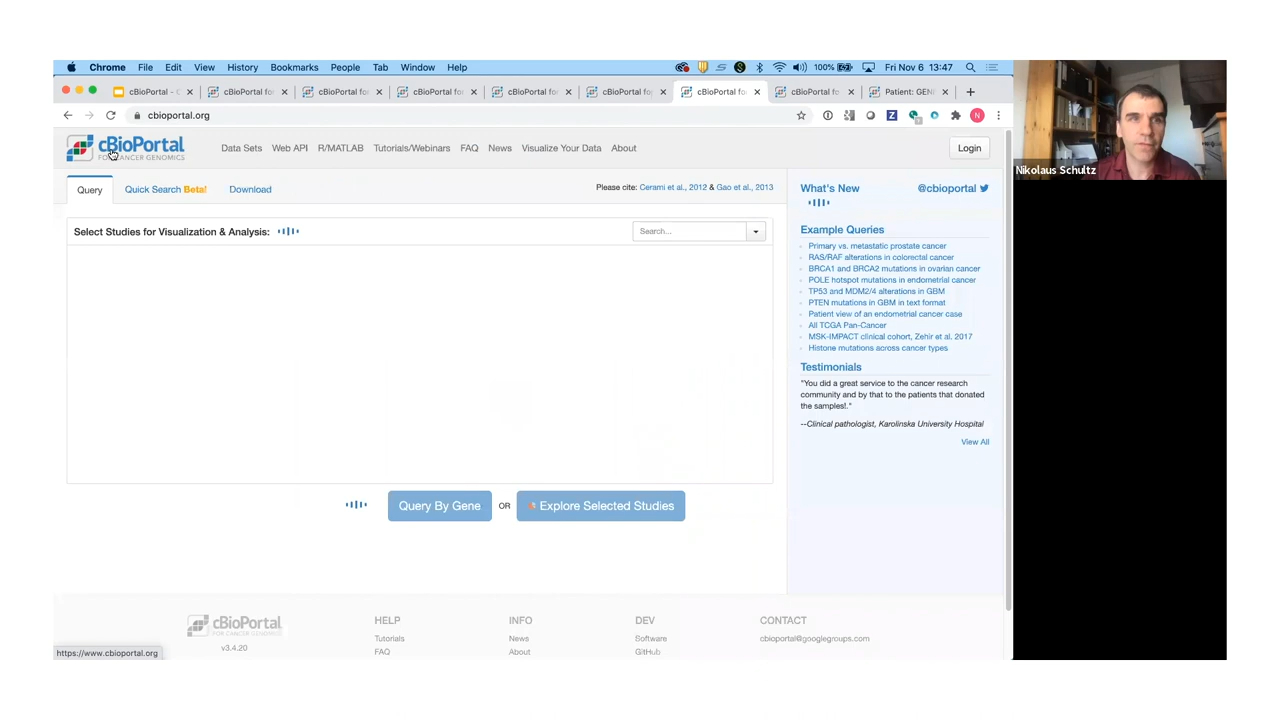 Chrome File Edit View History Bookmarks People Tab Window Help 100% Fri Nov 6 13:47
cBioPortal - C cBioPortal for cBioPortal for cBioPortal for cBioPortal for cBioPortal for cBioPortal for cBioPortal for Patient: GEN
cbioportal.org
cBioPortal
FOR CANCER GENOMICS
Data Sets Web API R/MATLAB Tutorials/Webinars FAQ News Visualize Your Data About Login
Query Quick Search Beta! Download Please cite: Cerami et al., 2012 & Gao et al., 2013
Select Studies for Visualization & Analysis: Search...
Query By Gene OR Explore Selected Studies
What's New @cbioportal
Example Queries
Primary vs. metastatic prostate cancer
RAS/RAF alterations in colorectal cancer
BRCA1 and BRCA2 mutations in ovarian cancer
POLE hotspot mutations in endometrial cancer
TP53 and MDM2/4 alterations in GBM
PTEN mutations in GBM in text format
Patient view of an endometrial cancer case
All TCGA Pan-Cancer
MSK-IMPACT clinical cohort, Zehir et al. 2017
Histone mutations across cancer types
Testimonials
"You did a great service to the cancer research
community and by that to the patients that donated
the samples!."
--Clinical pathologist, Karolinska University Hospital
View All
cBioPortal
FOR CANCER GENOMICS
v3.4.20
HELP
Tutorials
FAQ
INFO
News
About
DEV
Software
GitHub
CONTACT
cbioportal@googlegroups.com
https://www.cbioportal.org
Nikolaus Schultz